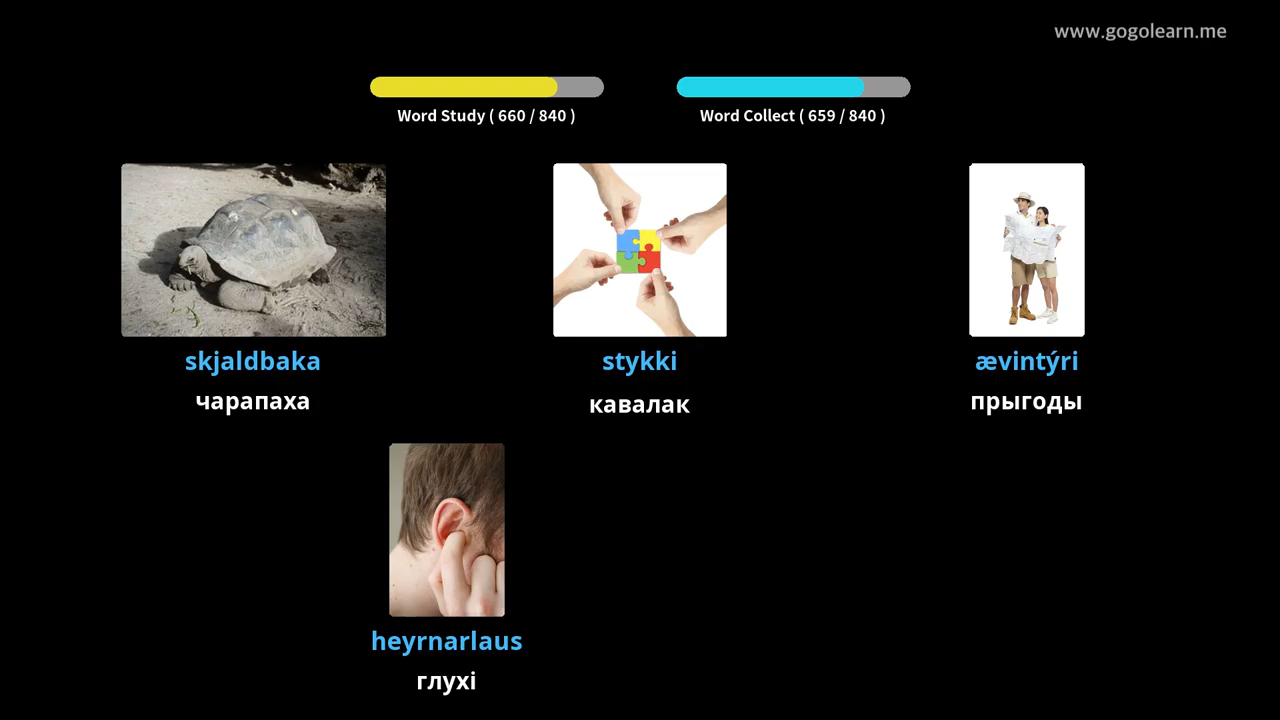 www.gogolearn.me
Word Study ( 660 / 840 )
Word Collect ( 659 / 840 )
skjaldbaka
чарапаха
stykki
кавалак
ævintýri
прыгоды
heyrnarlaus
глухі